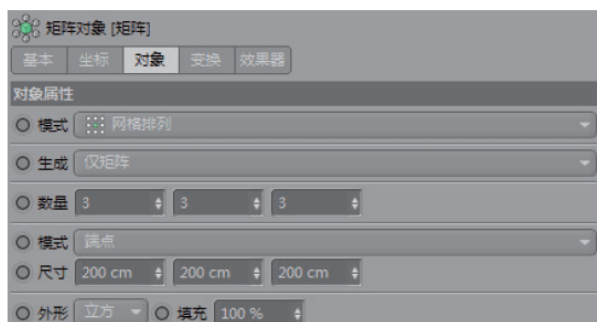 矩阵对象 [矩阵]
基本 坐标 对象 变换 效果器
对象属性
模式 网格排列
生成 仅矩阵
数量 3 3 3
模式 端点
尺寸 200 cm 200 cm 200 cm
外形 立方 填充 100 %